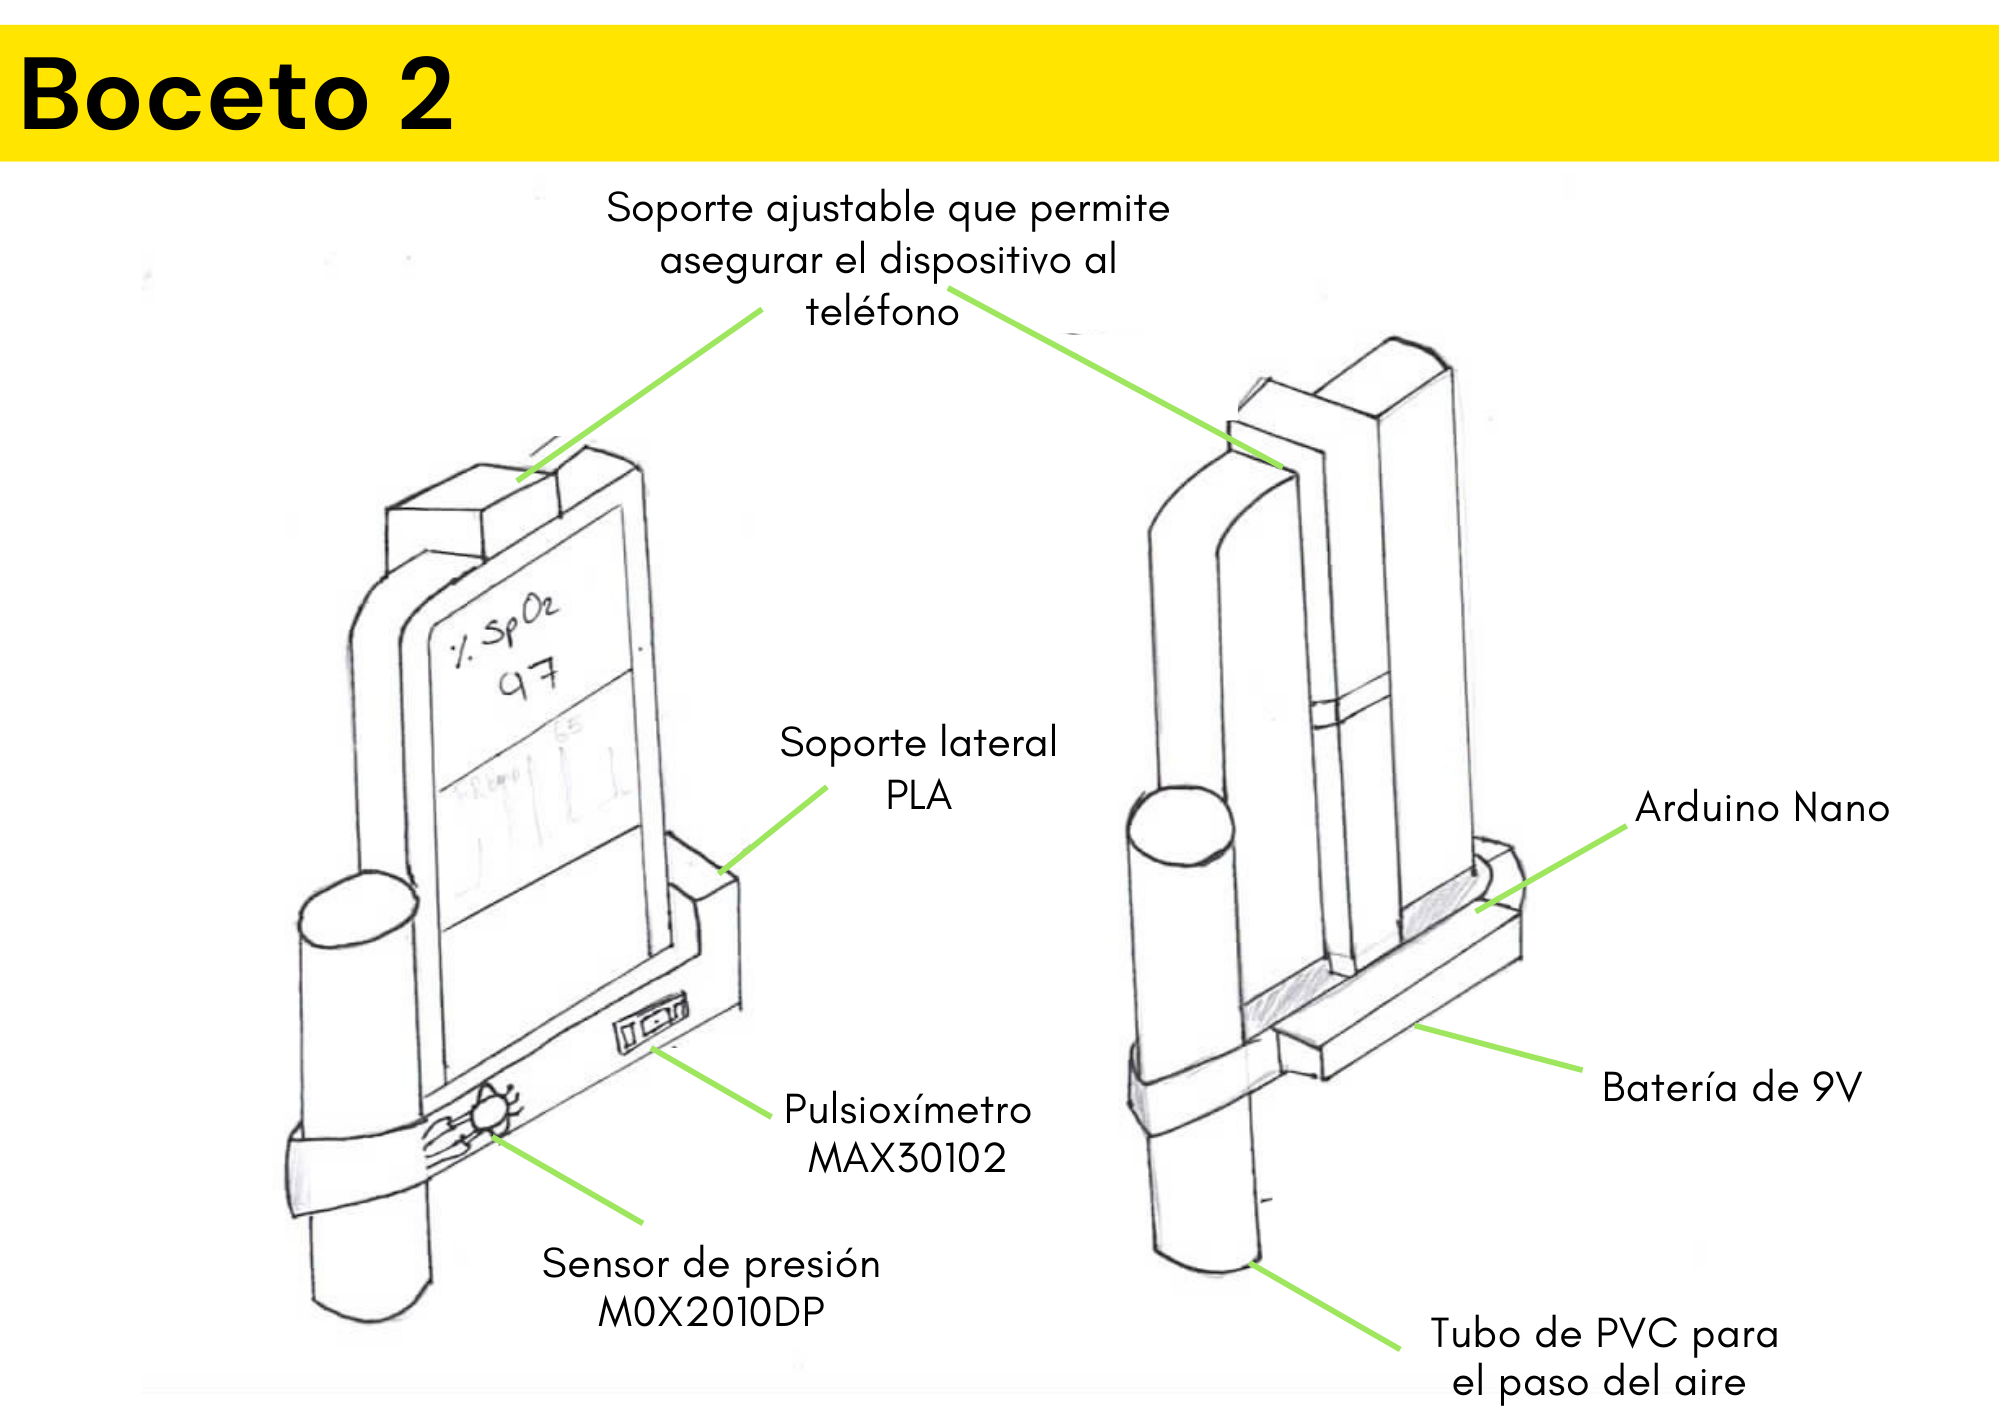 Boceto 2
Soporte ajustable que permite
asegurar el dispositivo al
teléfono
% SpO2
97
65
Soporte lateral
PLA
Arduino Nano
Batería de 9V
Pulsioxímetro
MAX30102
Sensor de presión
M0X2010DP
Tubo de PVC para
el paso del aire